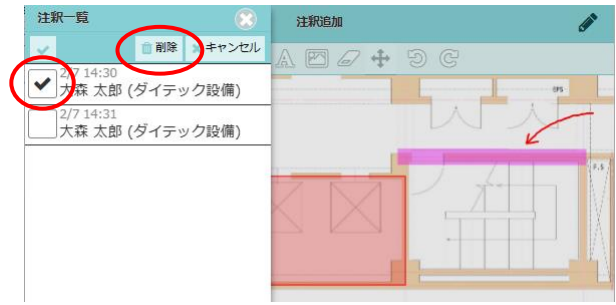 注釈一覧
注釈追加
削除
キャンセル
2/7 14:30
大森 太郎 (ダイテック設備)
2/7 14:31
大森 太郎 (ダイテック設備)
EPS
P.S